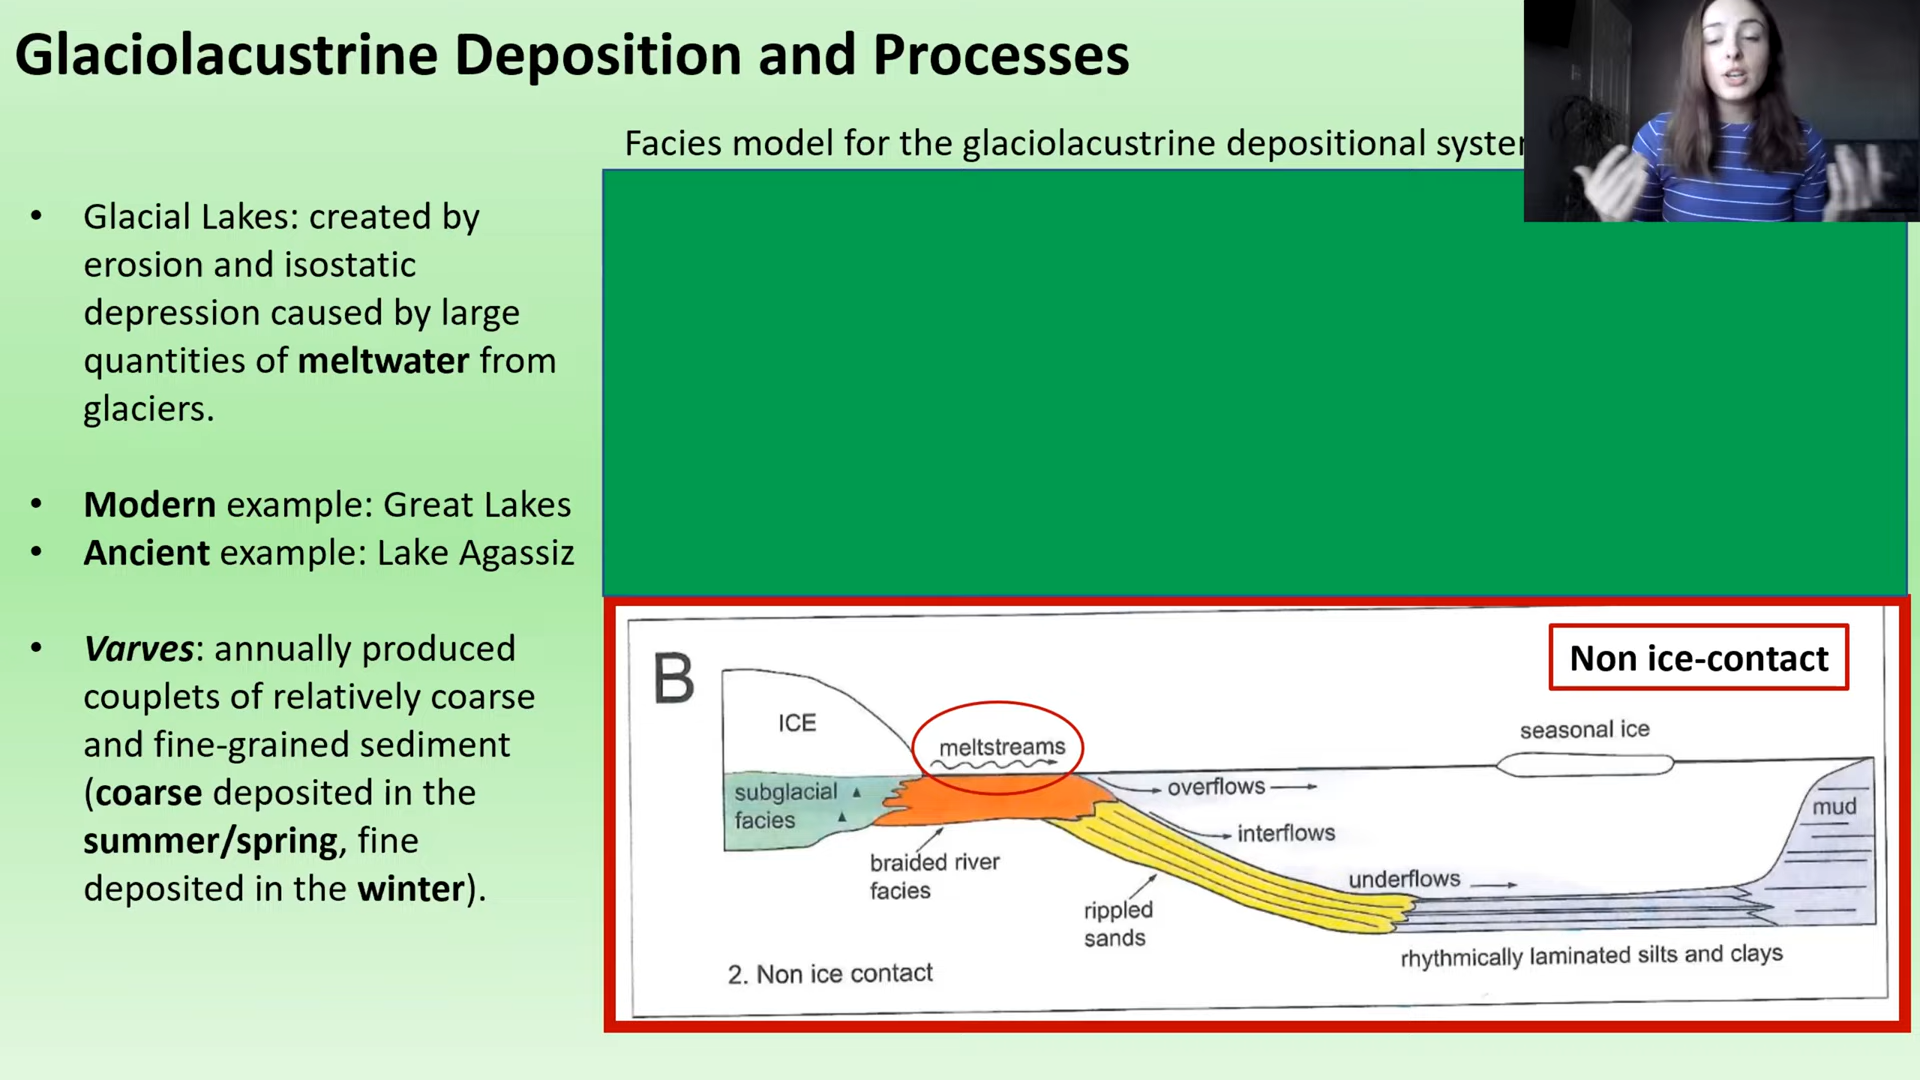 Glaciolacustrine Deposition and Processes
Facies model for the glaciolacustrine depositional
• Glacial Lakes: created by
erosion and isostatic
depression caused by large
quantities of meltwater from
glaciers.
• Modern example: Great Lakes
• Ancient example: Lake Agassiz
• Varves: annually produced
couplets of relatively coarse
and fine-grained sediment
(coarse deposited in the
summer/spring, fine
deposited in the winter).
B
Non ice-contact
ICE
meltstreams
seasonal ice
subglacial
facies
overflows
mud
interflows
braided river
facies
underflows
rippled
sands
rhythmically laminated silts and clays
2. Non ice contact